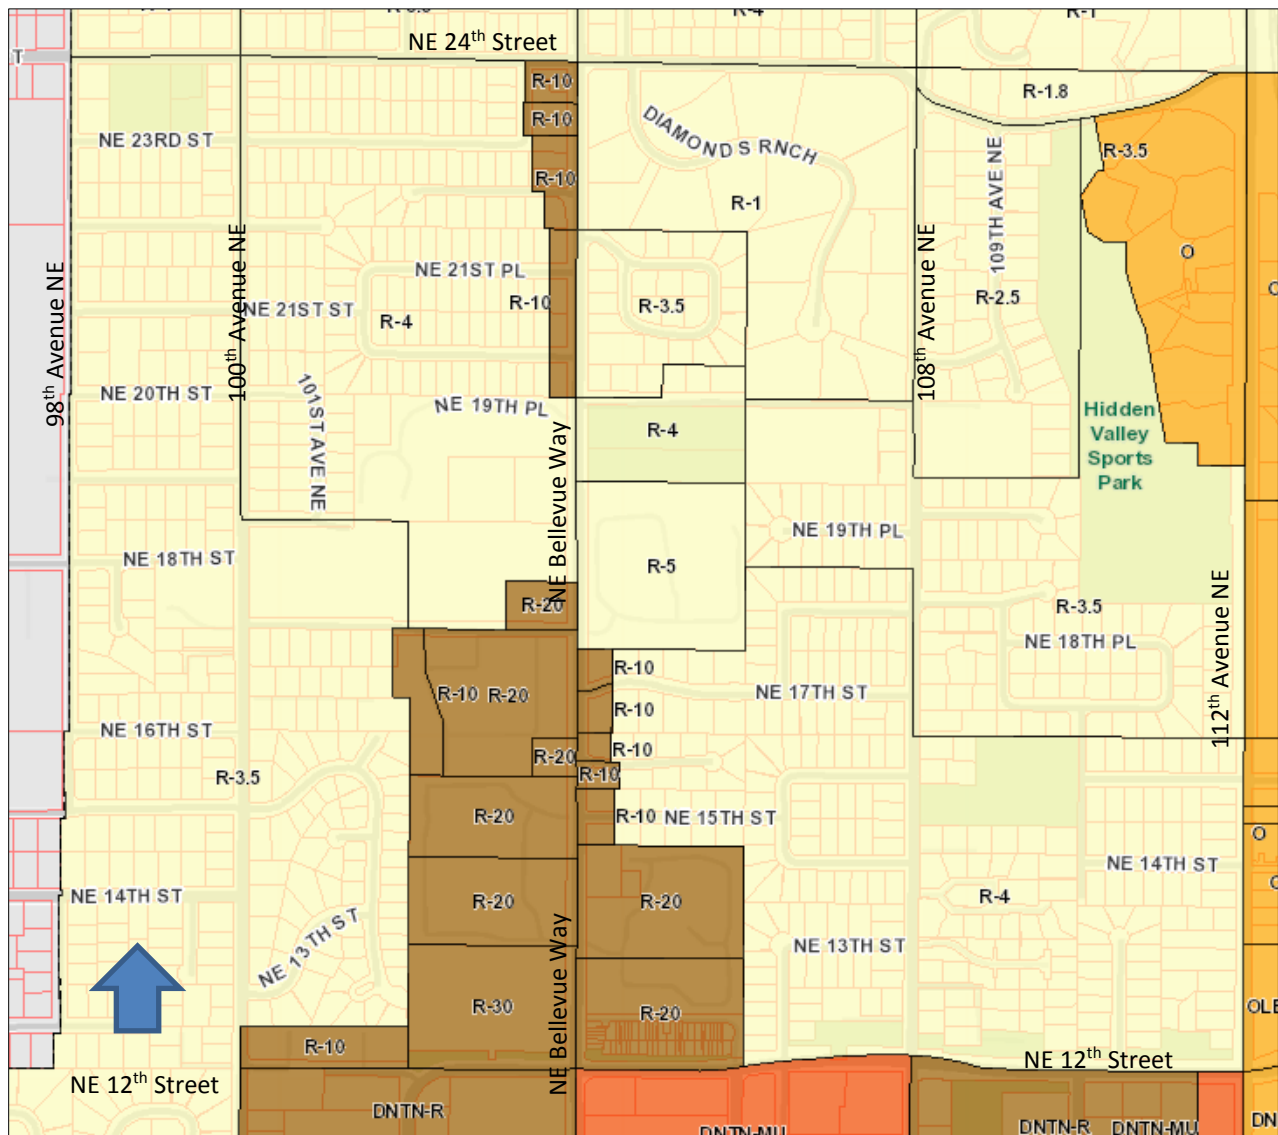 R-4
R-1
NE 24th Street
T
R-10
R-1.8
R-10
NE 23RD ST
DIAMOND S RNCH
R-3.5
R-10
109TH AVE NE
R-1
O
NE 21ST PL
98th Avenue NE
100th Avenue NE
108th Avenue NE
R-10
R-3.5
R-2.5
NE 21ST ST
R-4
NE 20TH ST
101ST AVE NE
NE 19TH PL
Hidden
Valley
Sports
Park
R-4
NE Bellevue Way
NE 19TH PL
NE 18TH ST
R-5
R-20
R-3.5
112th Avenue NE
NE 18TH PL
R-10
R-10
R-20
NE 17TH ST
R-10
NE 16TH ST
R-10
R-20
R-3.5
R-10
R-20
R-10
NE 15TH ST
O
NE 14TH ST
NE 14TH ST
R-20
R-20
R-4
NE 13TH ST
NE 13TH ST
NE Bellevue Way
R-30
R-20
OLB
R-10
NE 12th Street
NE 12th Street
DNTN-R
DNTN-MU
DNTN-R
DNTN-MU
DN